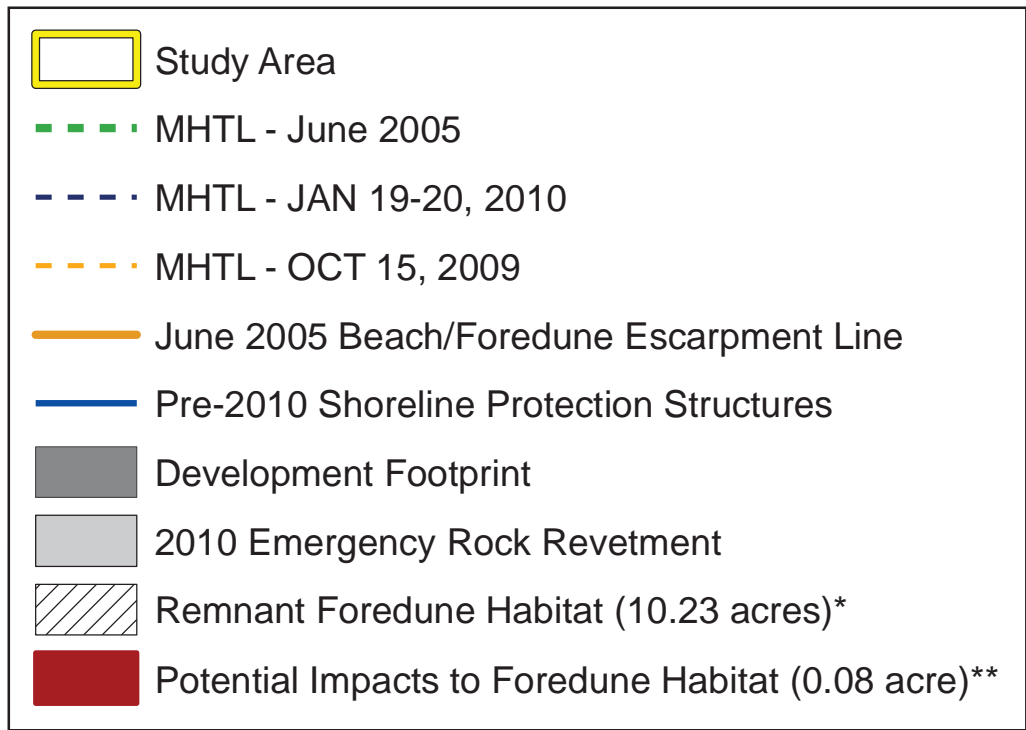 Study Area
MHTL - June 2005
MHTL - JAN 19-20, 2010
MHTL - OCT 15, 2009
June 2005 Beach/Foredune Escarpment Line
Pre-2010 Shoreline Protection Structures
Development Footprint
2010 Emergency Rock Revetment
Remnant Foredune Habitat (10.23 acres)*
Potential Impacts to Foredune Habitat (0.08 acre)**